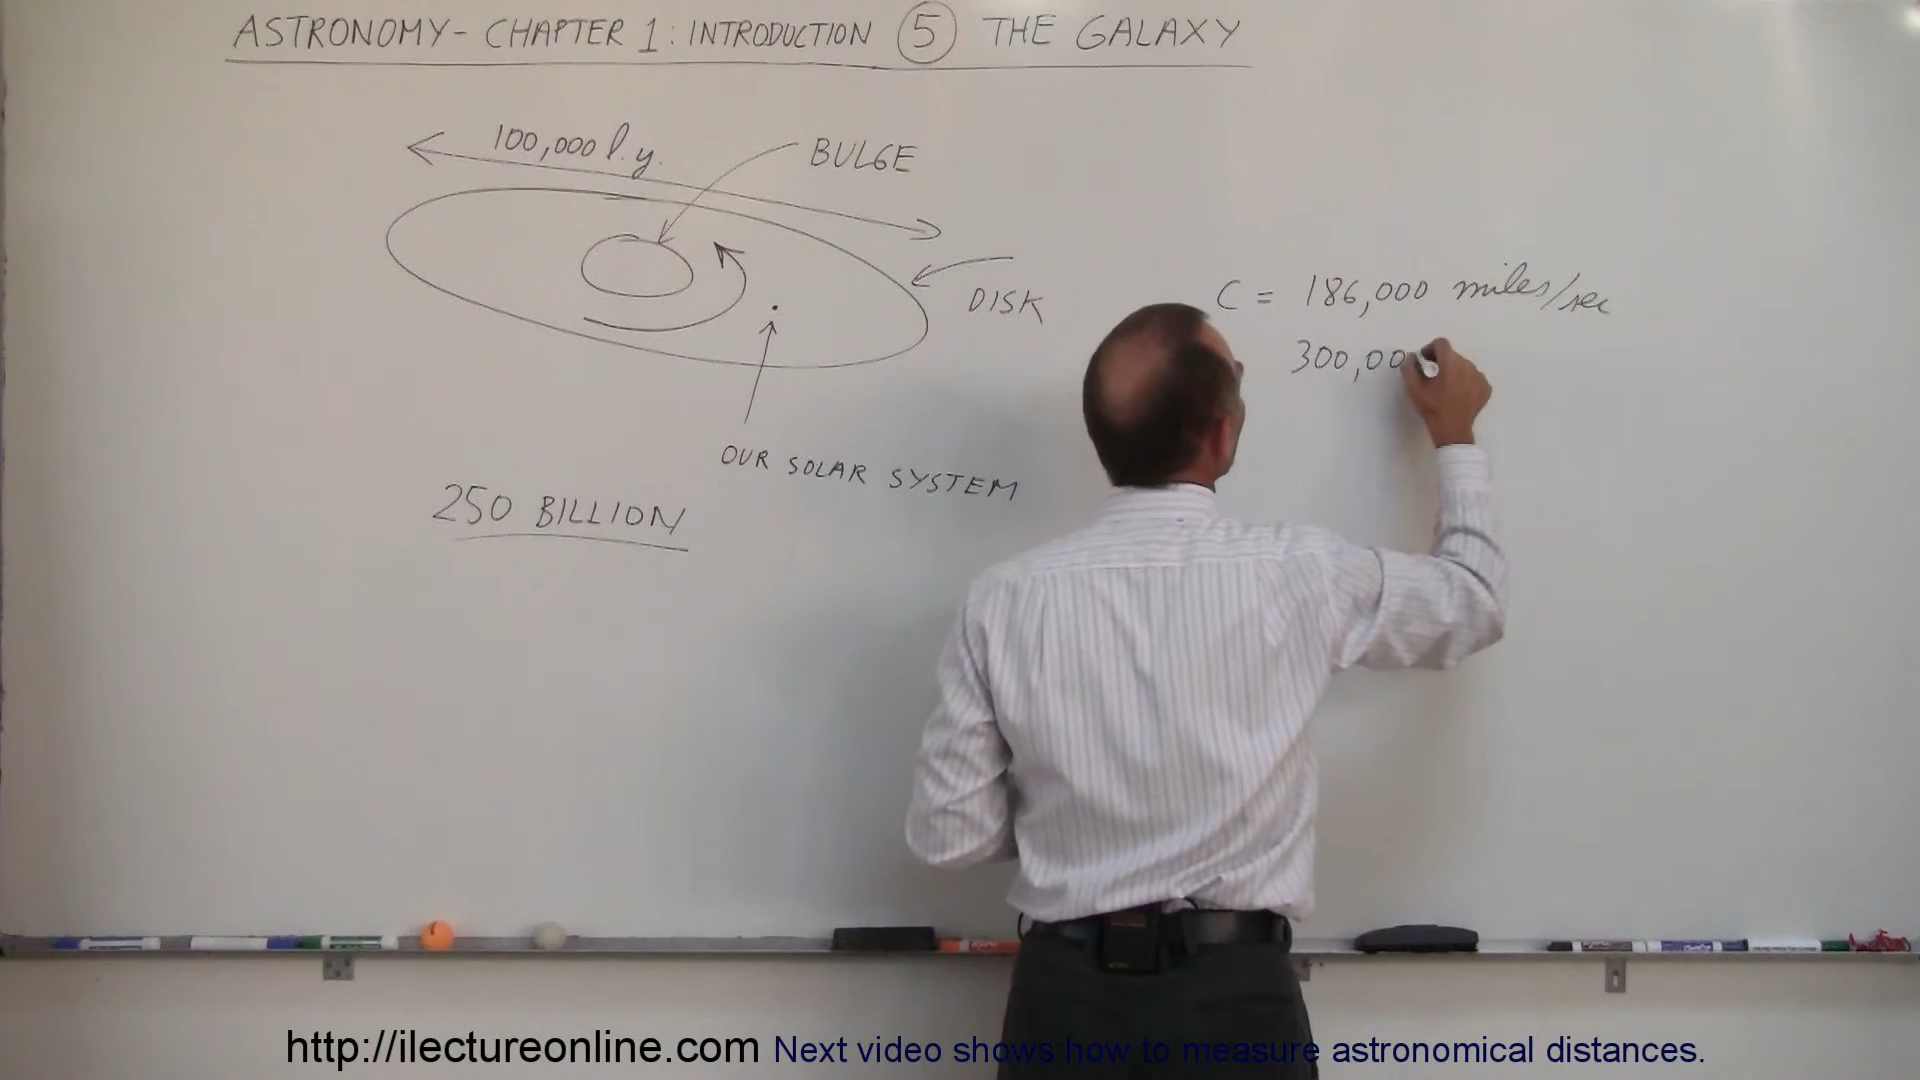 ASTRONOMY - CHAPTER 1: INTRODUCTION 5 THE GALAXY
100,000 l.y.
BULGE
DISK
C = 186,000 miles/sec
300,00
OUR SOLAR SYSTEM
250 BILLION
http://ilectureonline.com Next video shows how to measure astronomical distances.